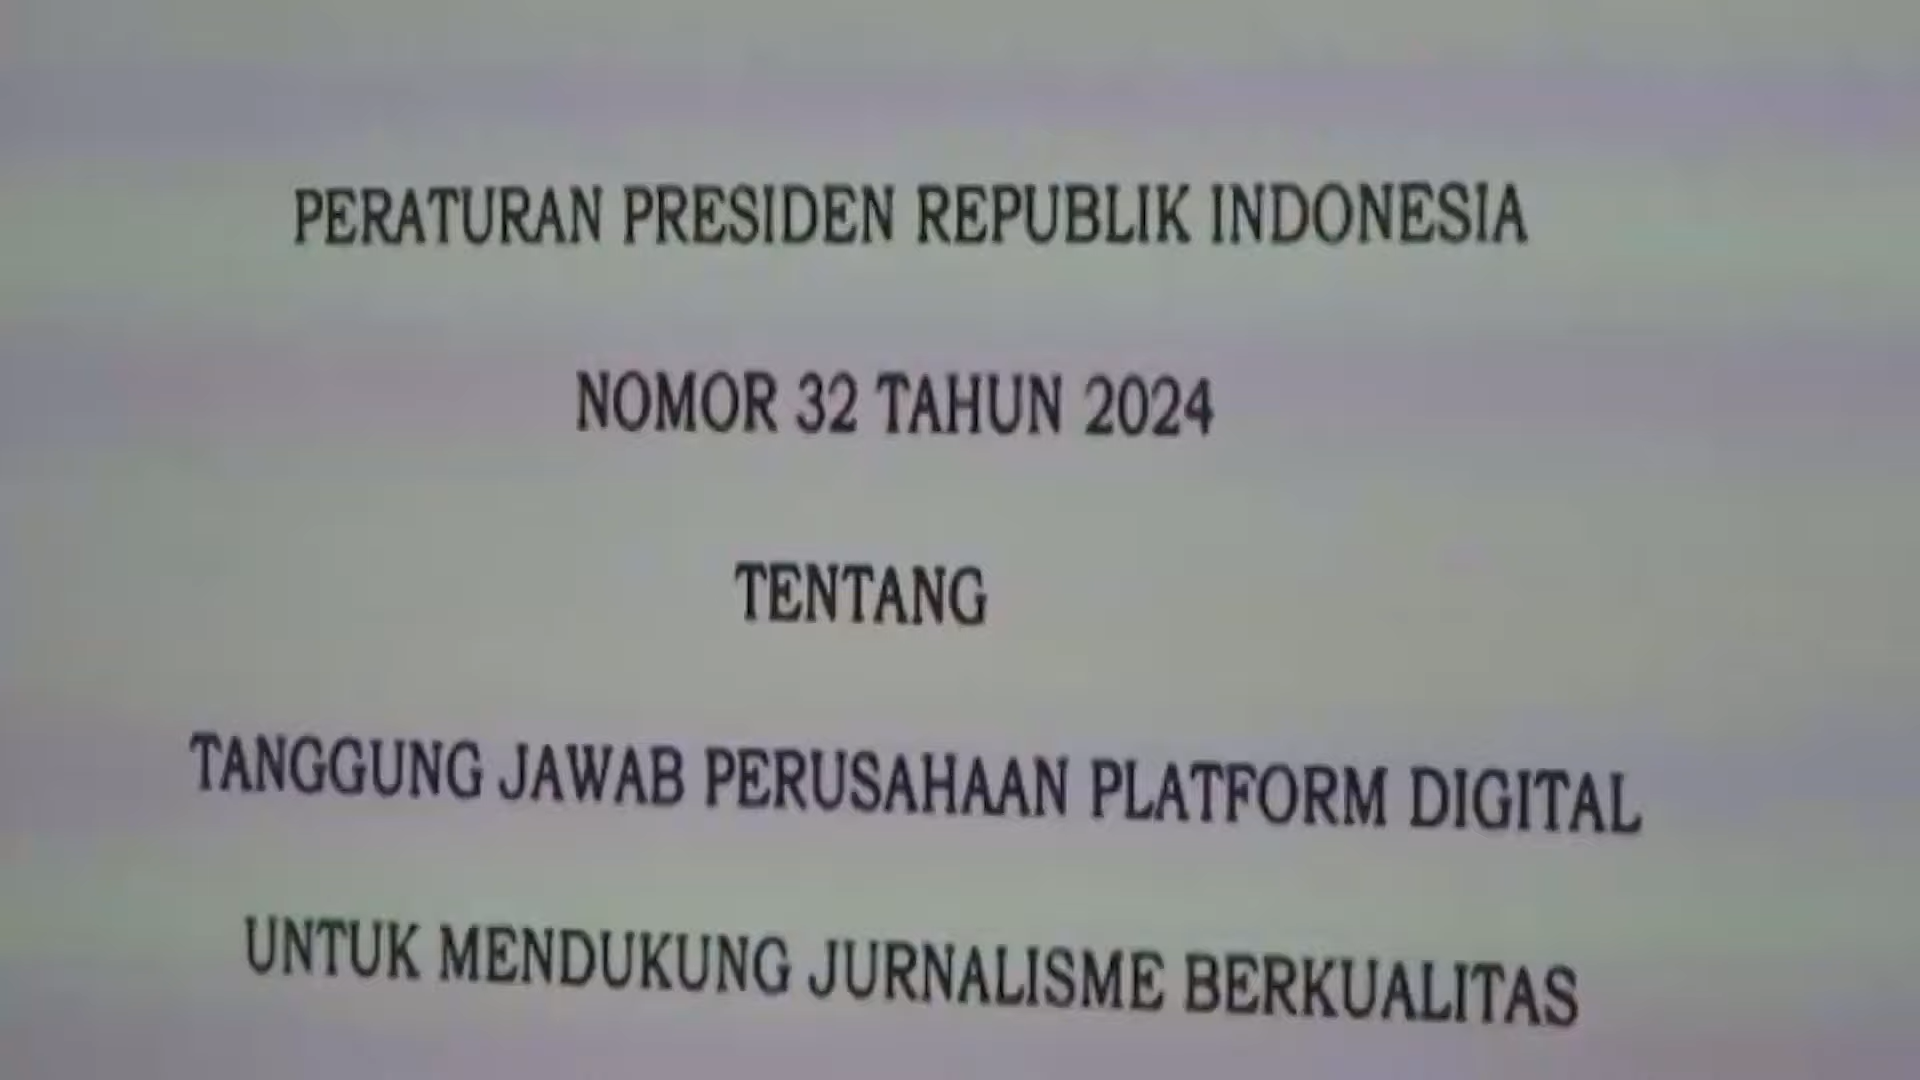 PERATURAN PRESIDEN REPUBLIK INDONESIA
NOMOR 32 TAHUN 2024
TENTANG
TANGGUNG JAWAB PERUSAHAAN PLATFORM DIGITAL
UNTUK MENDUKUNG JURNALISME BERKUALITAS